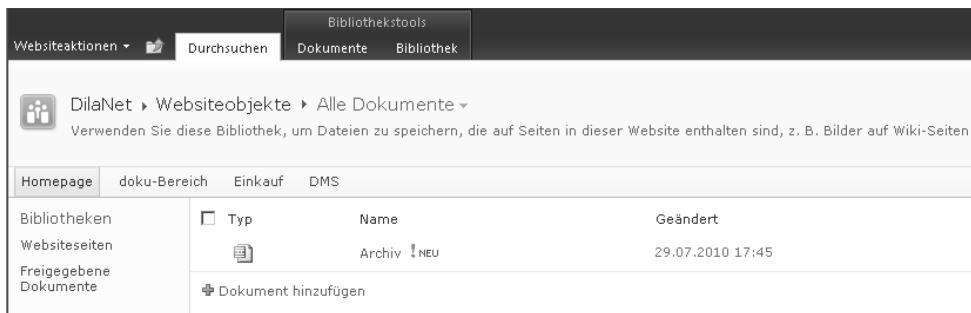 Bibliothekstools
Websiteaktionen Durchsuchen Dokumente Bibliothek
DilaNet Websiteobjekte Alle Dokumente
Verwenden Sie diese Bibliothek, um Dateien zu speichern, die auf Seiten in dieser Website enthalten sind, z. B. Bilder auf Wiki-Seiten
Homepage doku-Bereich Einkauf DMS
Bibliotheken
Websiteseiten
Freigegebene
Dokumente
Typ Name Geändert
Archiv ! NEU 29.07.2010 17:45
Dokument hinzufügen